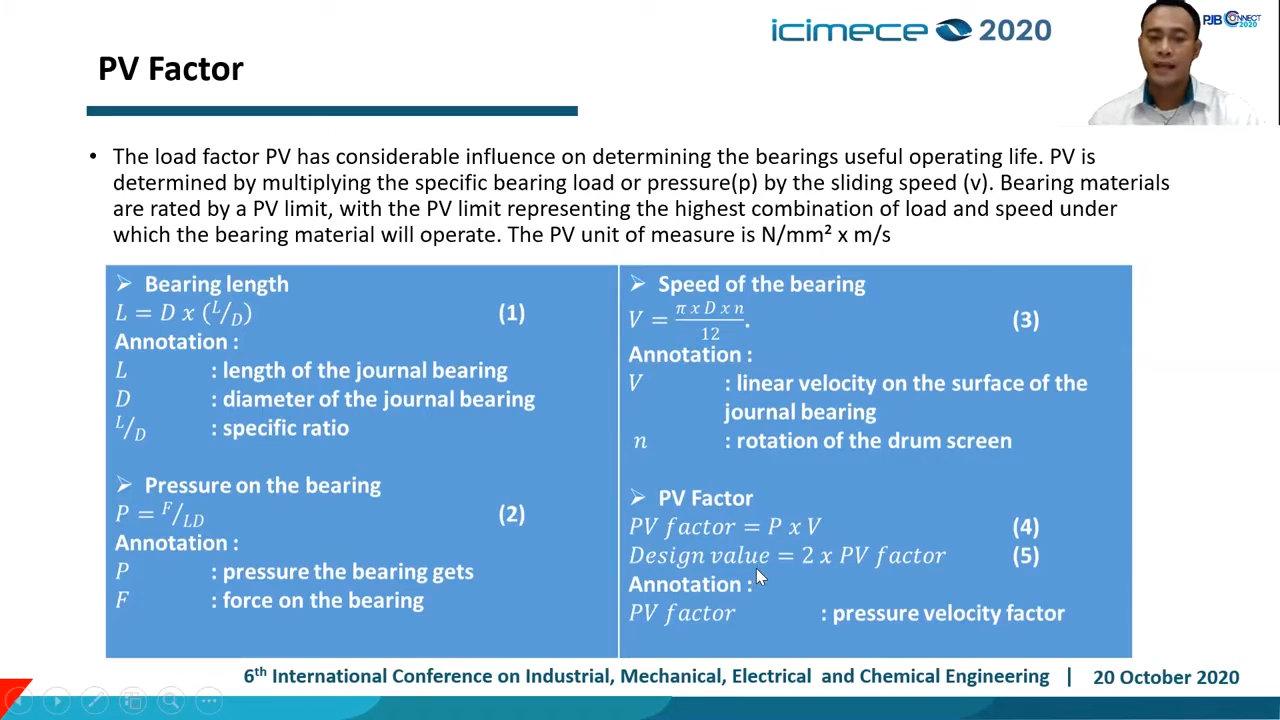 icimece 2020
PJB CONNECT
2020
PV Factor
• The load factor PV has considerable influence on determining the bearings useful operating life. PV is
determined by multiplying the specific bearing load or pressure(p) by the sliding speed (v). Bearing materials
are rated by a PV limit, with the PV limit representing the highest combination of load and speed under
which the bearing material will operate. The PV unit of measure is N/mm² x m/s
➢ Bearing length
L = D x (L/D) (1)
Annotation :
L : length of the journal bearing
D : diameter of the journal bearing
L/D : specific ratio
➢ Pressure on the bearing
P = F/LD (2)
Annotation :
P : pressure the bearing gets
F : force on the bearing
➢ Speed of the bearing
V = π x D x n / 12. (3)
Annotation :
V : linear velocity on the surface of the
journal bearing
n : rotation of the drum screen
➢ PV Factor
PV factor = P x V (4)
Design value = 2 x PV factor (5)
Annotation :
PV factor : pressure velocity factor
6th International Conference on Industrial, Mechanical, Electrical and Chemical Engineering | 20 October 2020